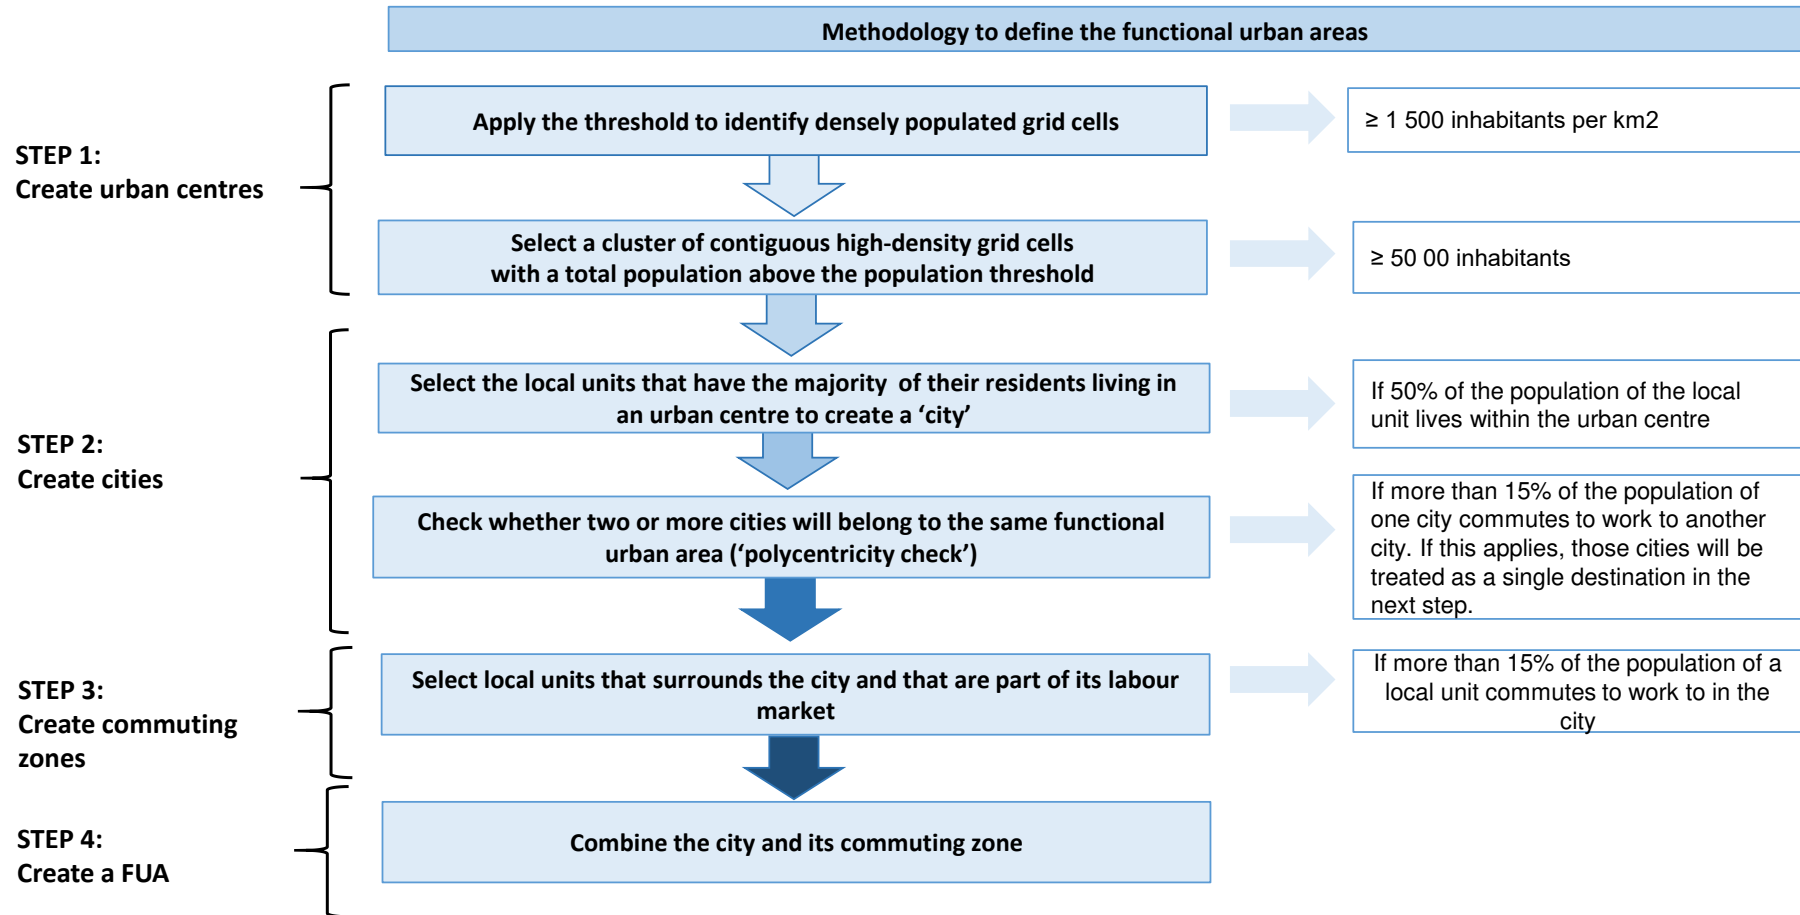 Methodology to define the functional urban areas
STEP 1:
Create urban centres
Apply the threshold to identify densely populated grid cells
≥ 1 500 inhabitants per km2
Select a cluster of contiguous high-density grid cells
with a total population above the population threshold
≥ 50 00 inhabitants
STEP 2:
Create cities
Select the local units that have the majority of their residents living in
an urban centre to create a ‘city’
If 50% of the population of the local
unit lives within the urban centre
Check whether two or more cities will belong to the same functional
urban area (‘polycentricity check’)
If more than 15% of the population of
one city commutes to work to another
city. If this applies, those cities will be
treated as a single destination in the
next step.
STEP 3:
Create commuting
zones
Select local units that surrounds the city and that are part of its labour
market
If more than 15% of the population of a
local unit commutes to work to in the
city
STEP 4:
Create a FUA
Combine the city and its commuting zone